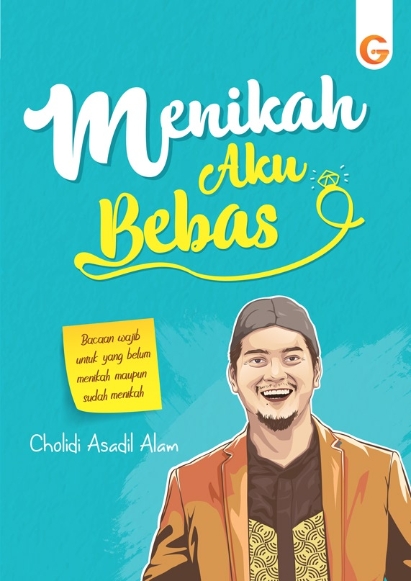 G
Menikah
Aku
Bebas
Bacaan wajib
untuk yang belum
menikah maupun
sudah menikah
Cholidi Asadil Alam